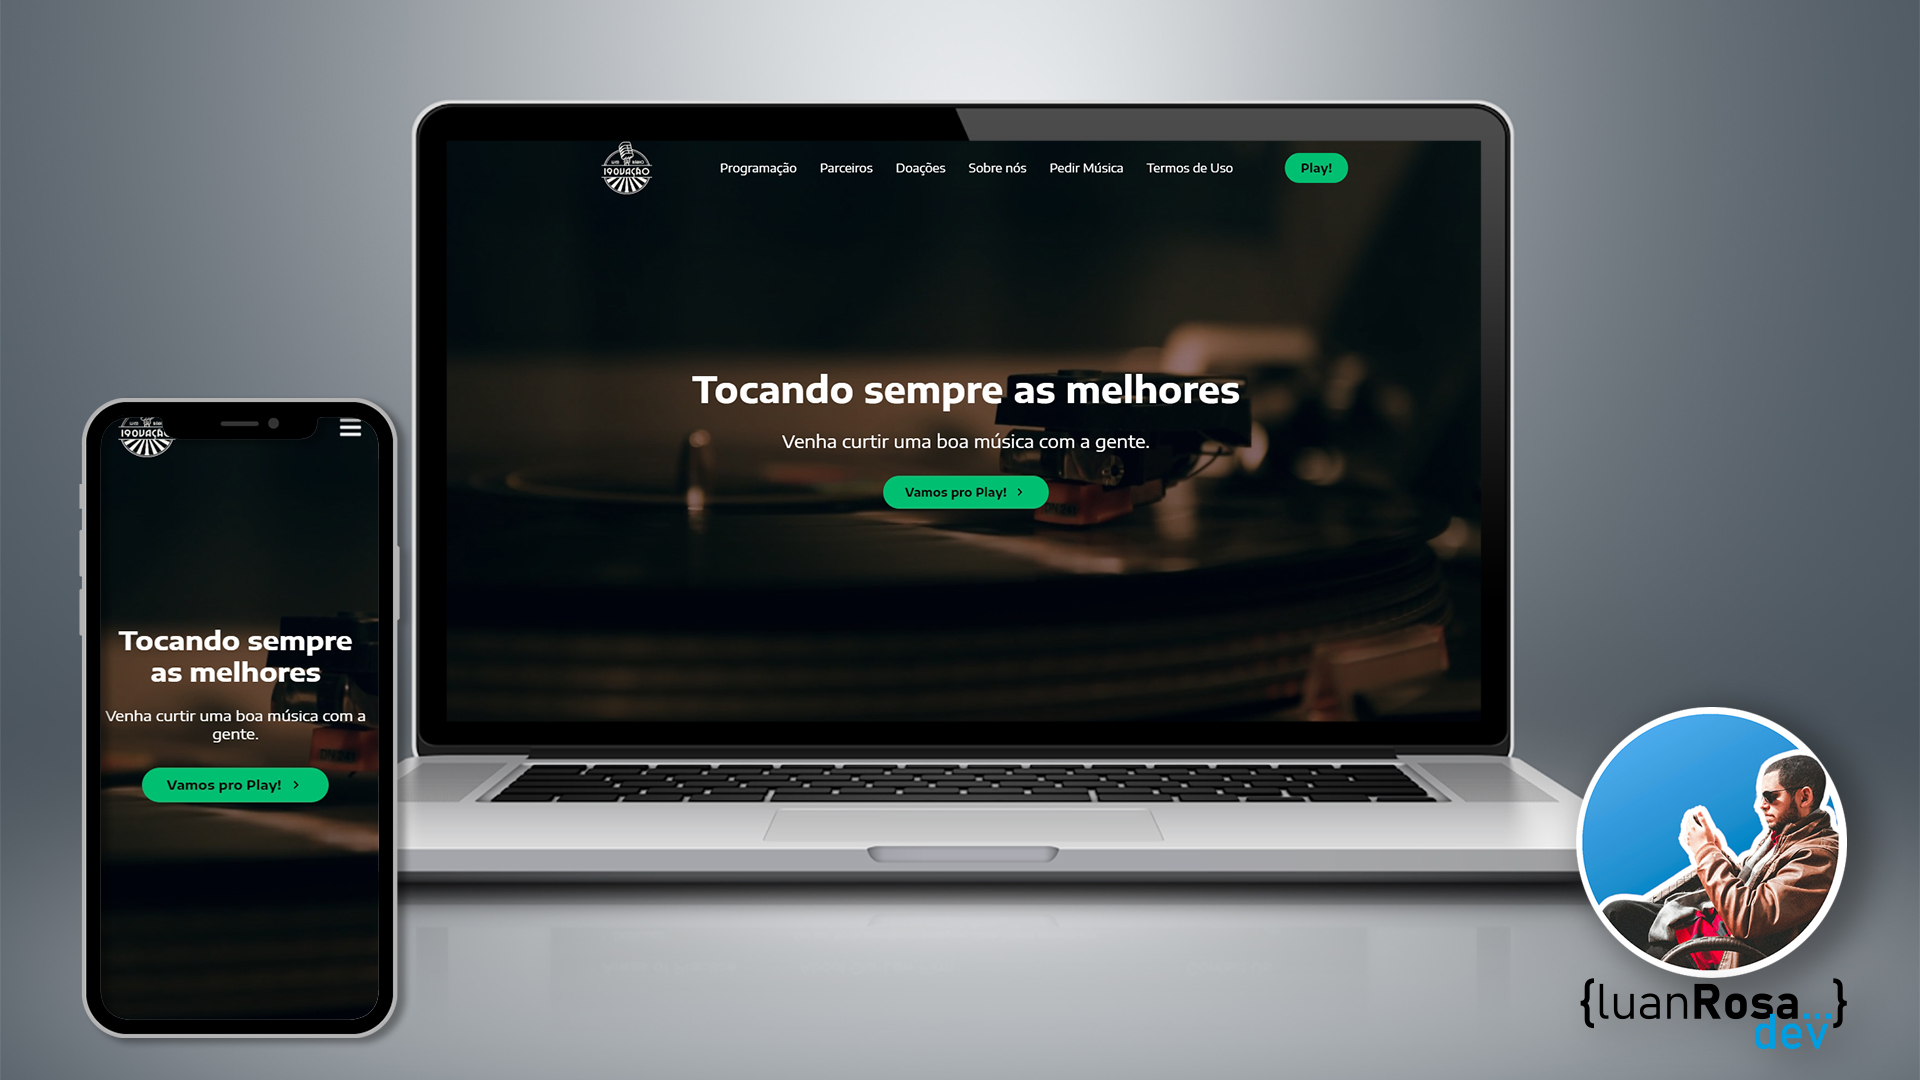 I9OVAÇÃO
Programação Parceiros Doações Sobre nós Pedir Música Termos de Uso Play!
Tocando sempre as melhores
Venha curtir uma boa música com a gente.
Vamos pro Play! >
Tocando sempre
as melhores
Venha curtir uma boa música com a
gente.
Vamos pro Play! >
{luanRosa...}
dev